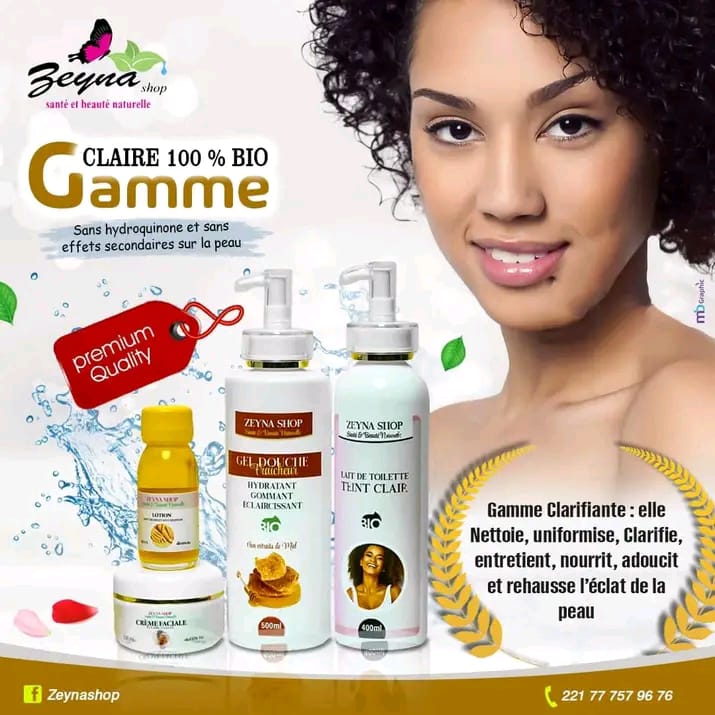 Zeyna
shop
santé et beauté naturelle
CLAIRE 100 % BIO
Gamme
Sans hydroquinone et sans
effets secondaires sur la peau
premium
Quality
ZEYNA SHOP
Santé & Beauté Naturelle
GEL DOUCHE
Fraicheur
HYDRATANT
GOMMANT
ECLAIRCISSANT
BIO
Aux extraits de Miel
500ml
ZEYNA SHOP
Santé & Beauté Naturelle
LAIT DE TOILETTE
TEINT CLAIR
BIO
400ml
ZEYNA SHOP
LOTION
ZEYNA SHOP
CRÈME FACIALE
mb Graphic
Gamme Clarifiante : elle
Nettoie, uniformise, Clarifie,
entretient, nourrit, adoucit
et rehausse l'éclat de la
peau
f Zeynashop
221 77 757 96 76